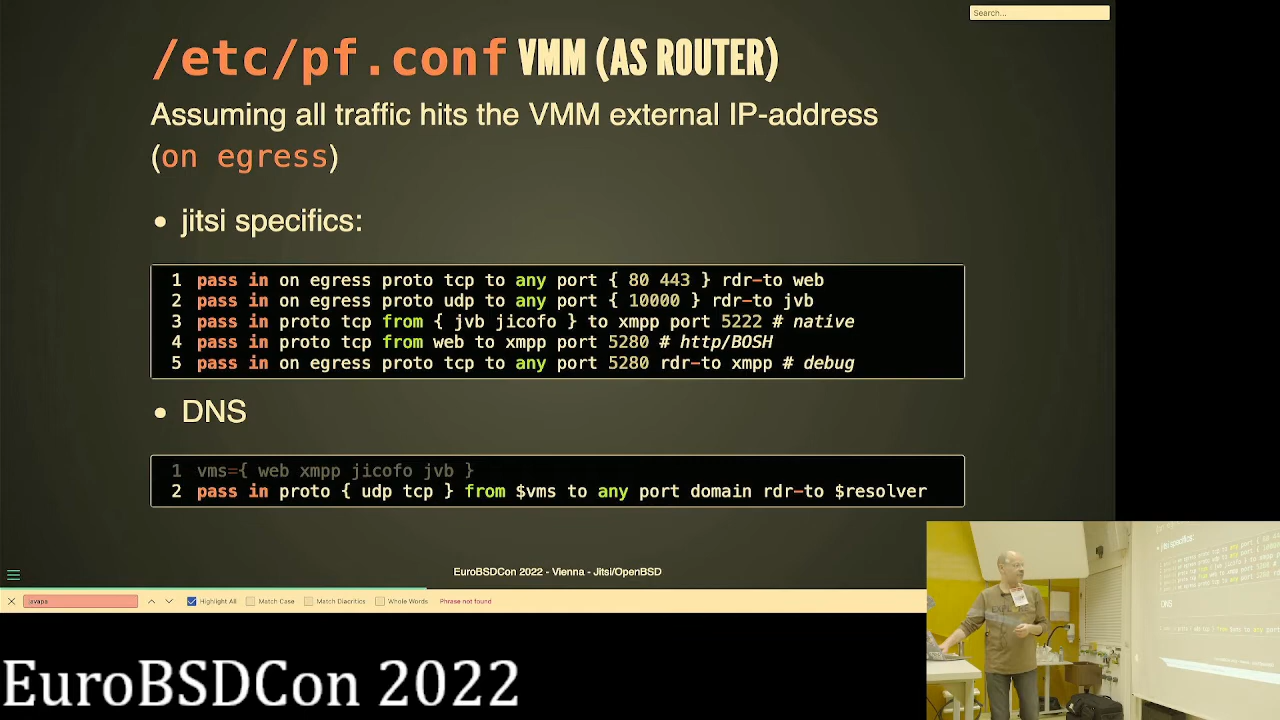 Search...
/etc/pf.conf VMM (AS ROUTER)
Assuming all traffic hits the VMM external IP-address
(on egress)
• jitsi specifics:
1 pass in on egress proto tcp to any port { 80 443 } rdr-to web
2 pass in on egress proto udp to any port { 10000 } rdr-to jvb
3 pass in proto tcp from { jvb jicofo } to xmpp port 5222 # native
4 pass in proto tcp from web to xmpp port 5280 # http/BOSH
5 pass in on egress proto tcp to any port 5280 rdr-to xmpp # debug
• DNS
1 vms={ web xmpp jicofo jvb }
2 pass in proto { udp tcp } from $vms to any port domain rdr-to $resolver
EuroBSDCon 2022 - Vienna - Jitsi/OpenBSD
Highlight All Match Case Match Diacritics Whole Words Phrase not found
EuroBSDCon 2022